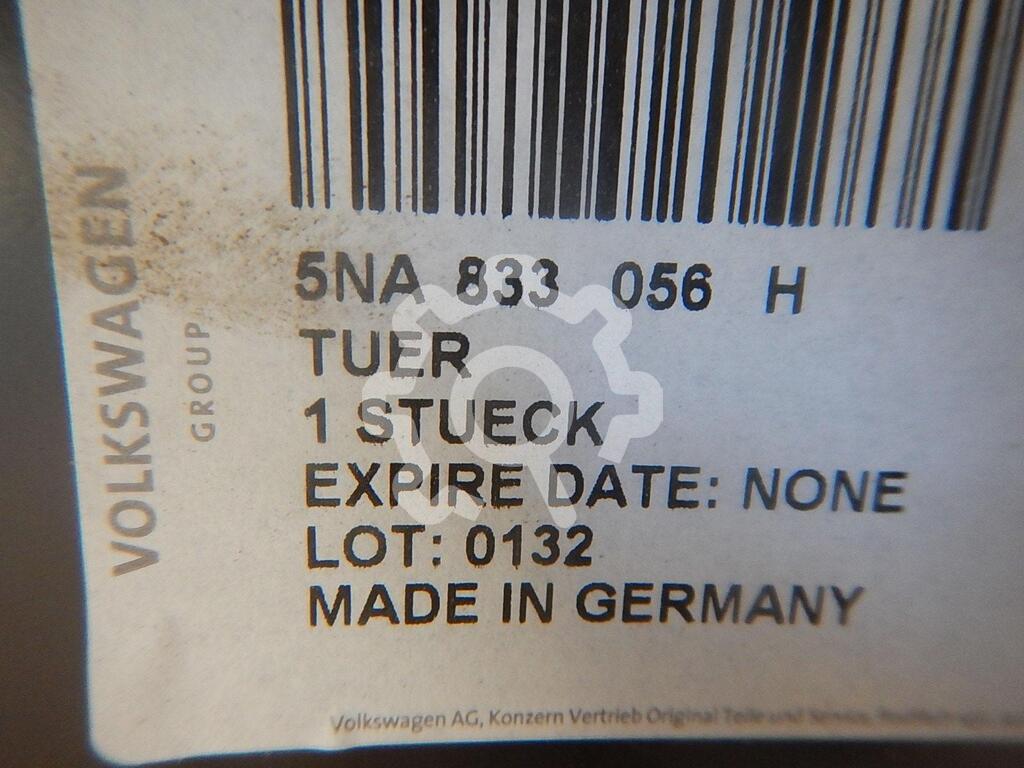 VOLKSWAGEN
GROUP
5NA 833 056 H
TUER
1 STUECK
EXPIRE DATE: NONE
LOT: 0132
MADE IN GERMANY
Volkswagen AG, Konzern Vertrieb Original Teile und Service,